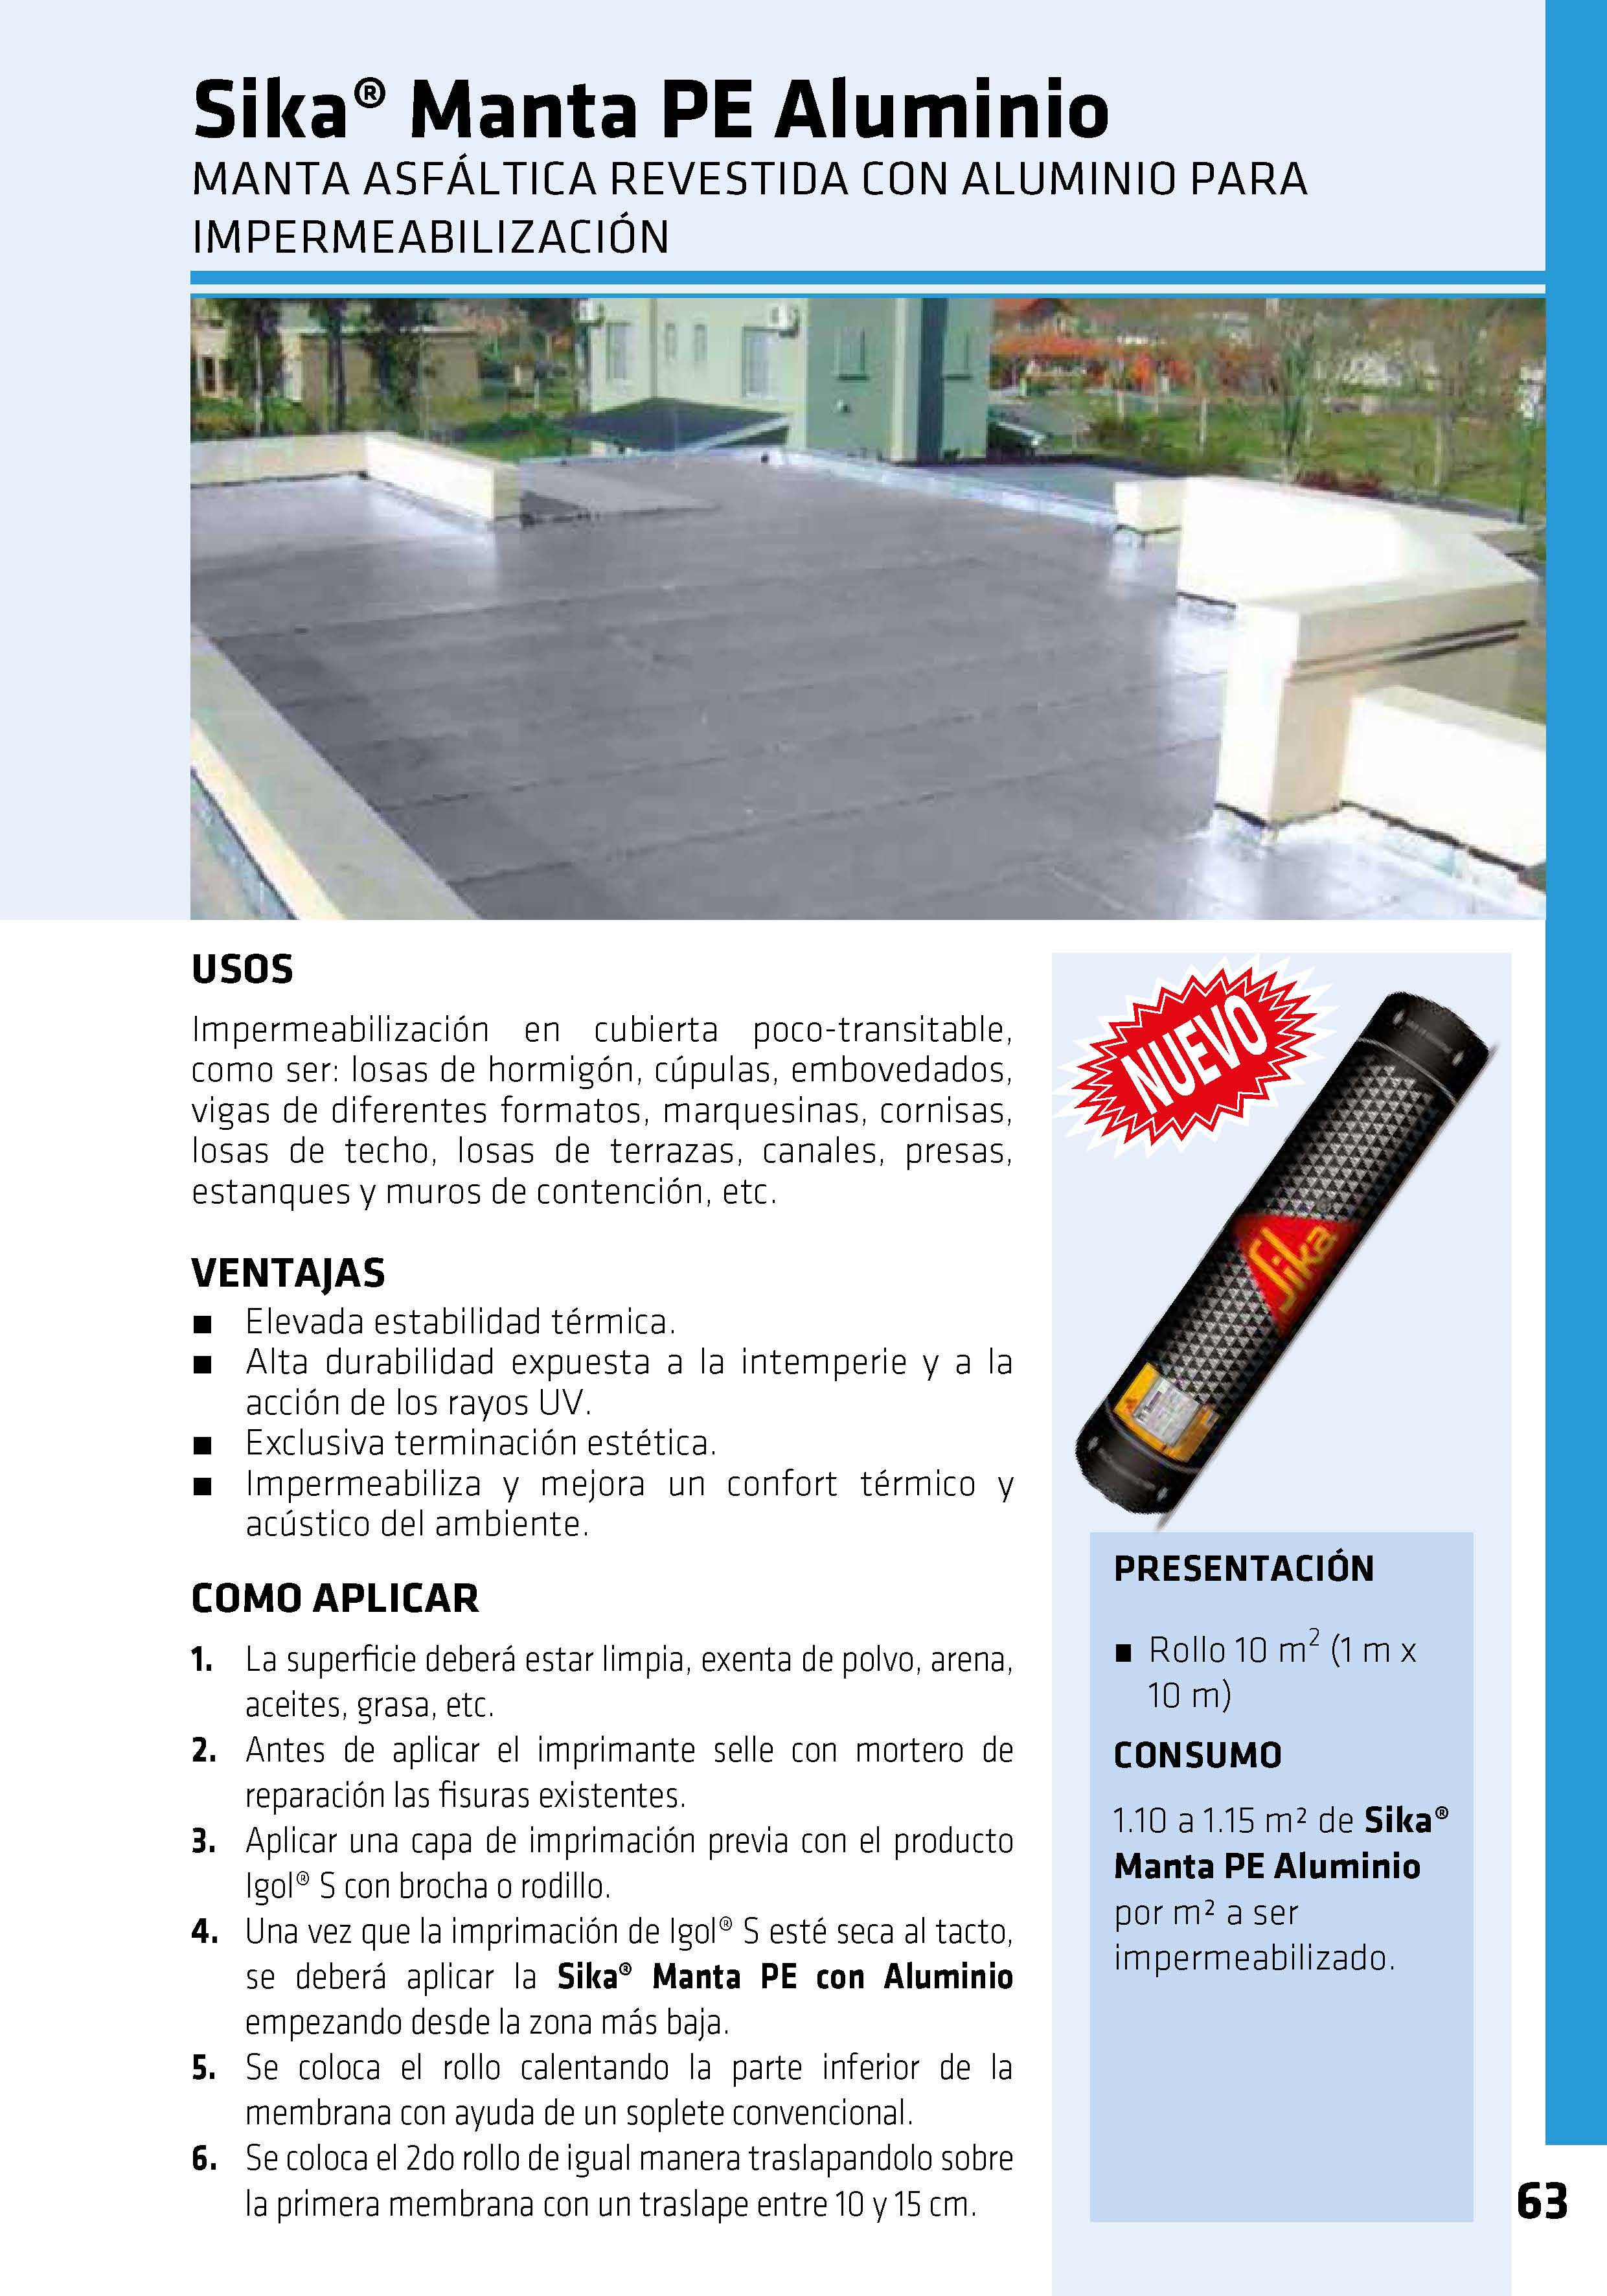 Sika® Manta PE Aluminio
MANTA ASFÁLTICA REVESTIDA CON ALUMINIO PARA
IMPERMEABILIZACIÓN
USOS
Impermeabilización en cubierta poco-transitable,
como ser: losas de hormigón, cúpulas, embovedados,
vigas de diferentes formatos, marquesinas, cornisas,
losas de techo, losas de terrazas, canales, presas,
estanques y muros de contención, etc.
VENTAJAS
■ Elevada estabilidad térmica.
■ Alta durabilidad expuesta a la intemperie y a la
acción de los rayos UV.
■ Exclusiva terminación estética.
■ Impermeabiliza y mejora un confort térmico y
acústico del ambiente.
COMO APLICAR
1. La superficie deberá estar limpia, exenta de polvo, arena,
aceites, grasa, etc.
2. Antes de aplicar el imprimante selle con mortero de
reparación las fisuras existentes.
3. Aplicar una capa de imprimación previa con el producto
Igol® S con brocha o rodillo.
4. Una vez que la imprimación de Igol® S esté seca al tacto,
se deberá aplicar la Sika® Manta PE con Aluminio
empezando desde la zona más baja.
5. Se coloca el rollo calentando la parte inferior de la
membrana con ayuda de un soplete convencional.
6. Se coloca el 2do rollo de igual manera traslapandolo sobre
la primera membrana con un traslape entre 10 y 15 cm.
NUEVO
Sika
PRESENTACIÓN
■ Rollo 10 m² (1 m x
10 m)
CONSUMO
1.10 a 1.15 m² de Sika®
Manta PE Aluminio
por m² a ser
impermeabilizado.
63